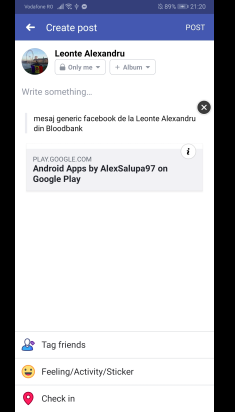 Vodafone RO 89% 21:20
Create post POST
Leonte Alexandru
Only me + Album
Write something...
mesaj generic facebook de la Leonte Alexandru
din Bloodbank
PLAY.GOOGLE.COM
Android Apps by AlexSalupa97 on
Google Play
Tag friends
Feeling/Activity/Sticker
Check in